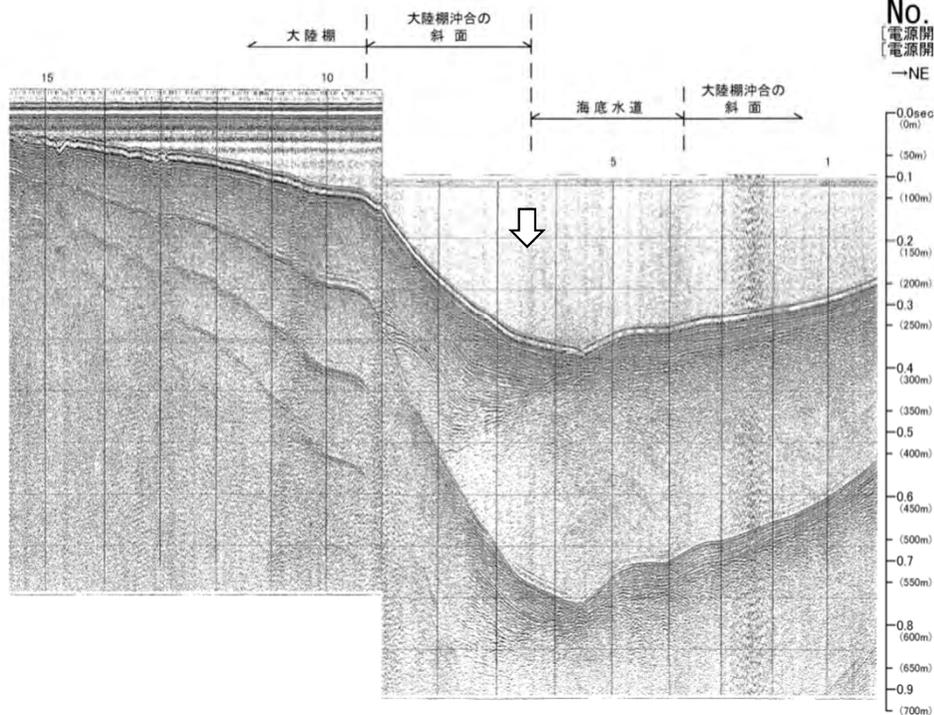 No.
[電源開
[電源開
→NE
大陸棚
大陸棚沖合の
斜面
海底水道
大陸棚沖合の
斜面
15
10
5
1
0.0sec
(0m)
(50m)
0.1
(100m)
0.2
(150m)
(200m)
0.3
(250m)
0.4
(300m)
(350m)
0.5
(400m)
0.6
(450m)
(500m)
0.7
(550m)
0.8
(600m)
(650m)
0.9
(700m)